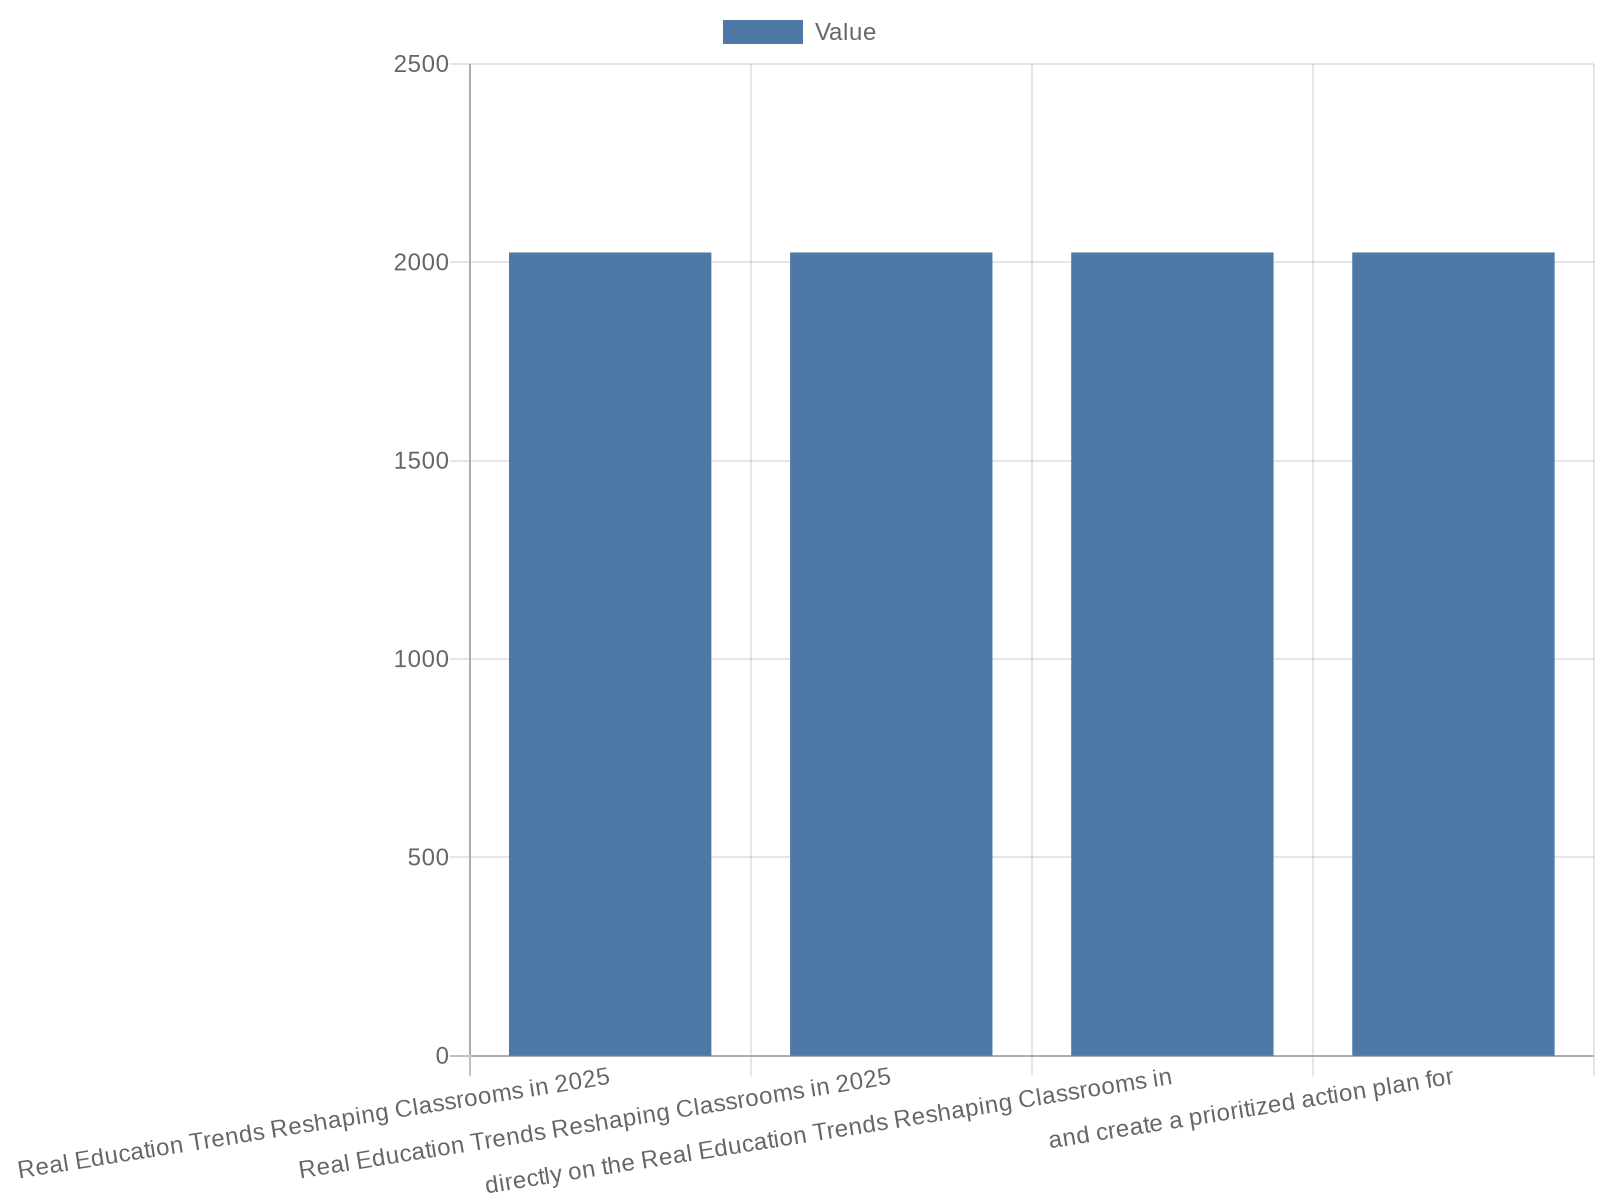 Value
2500
2000
1500
1000
500
0
Real Education Trends Reshaping Classrooms in 2025
Real Education Trends Reshaping Classrooms in 2025
directly on the Real Education Trends Reshaping Classrooms in
and create a prioritized action plan for